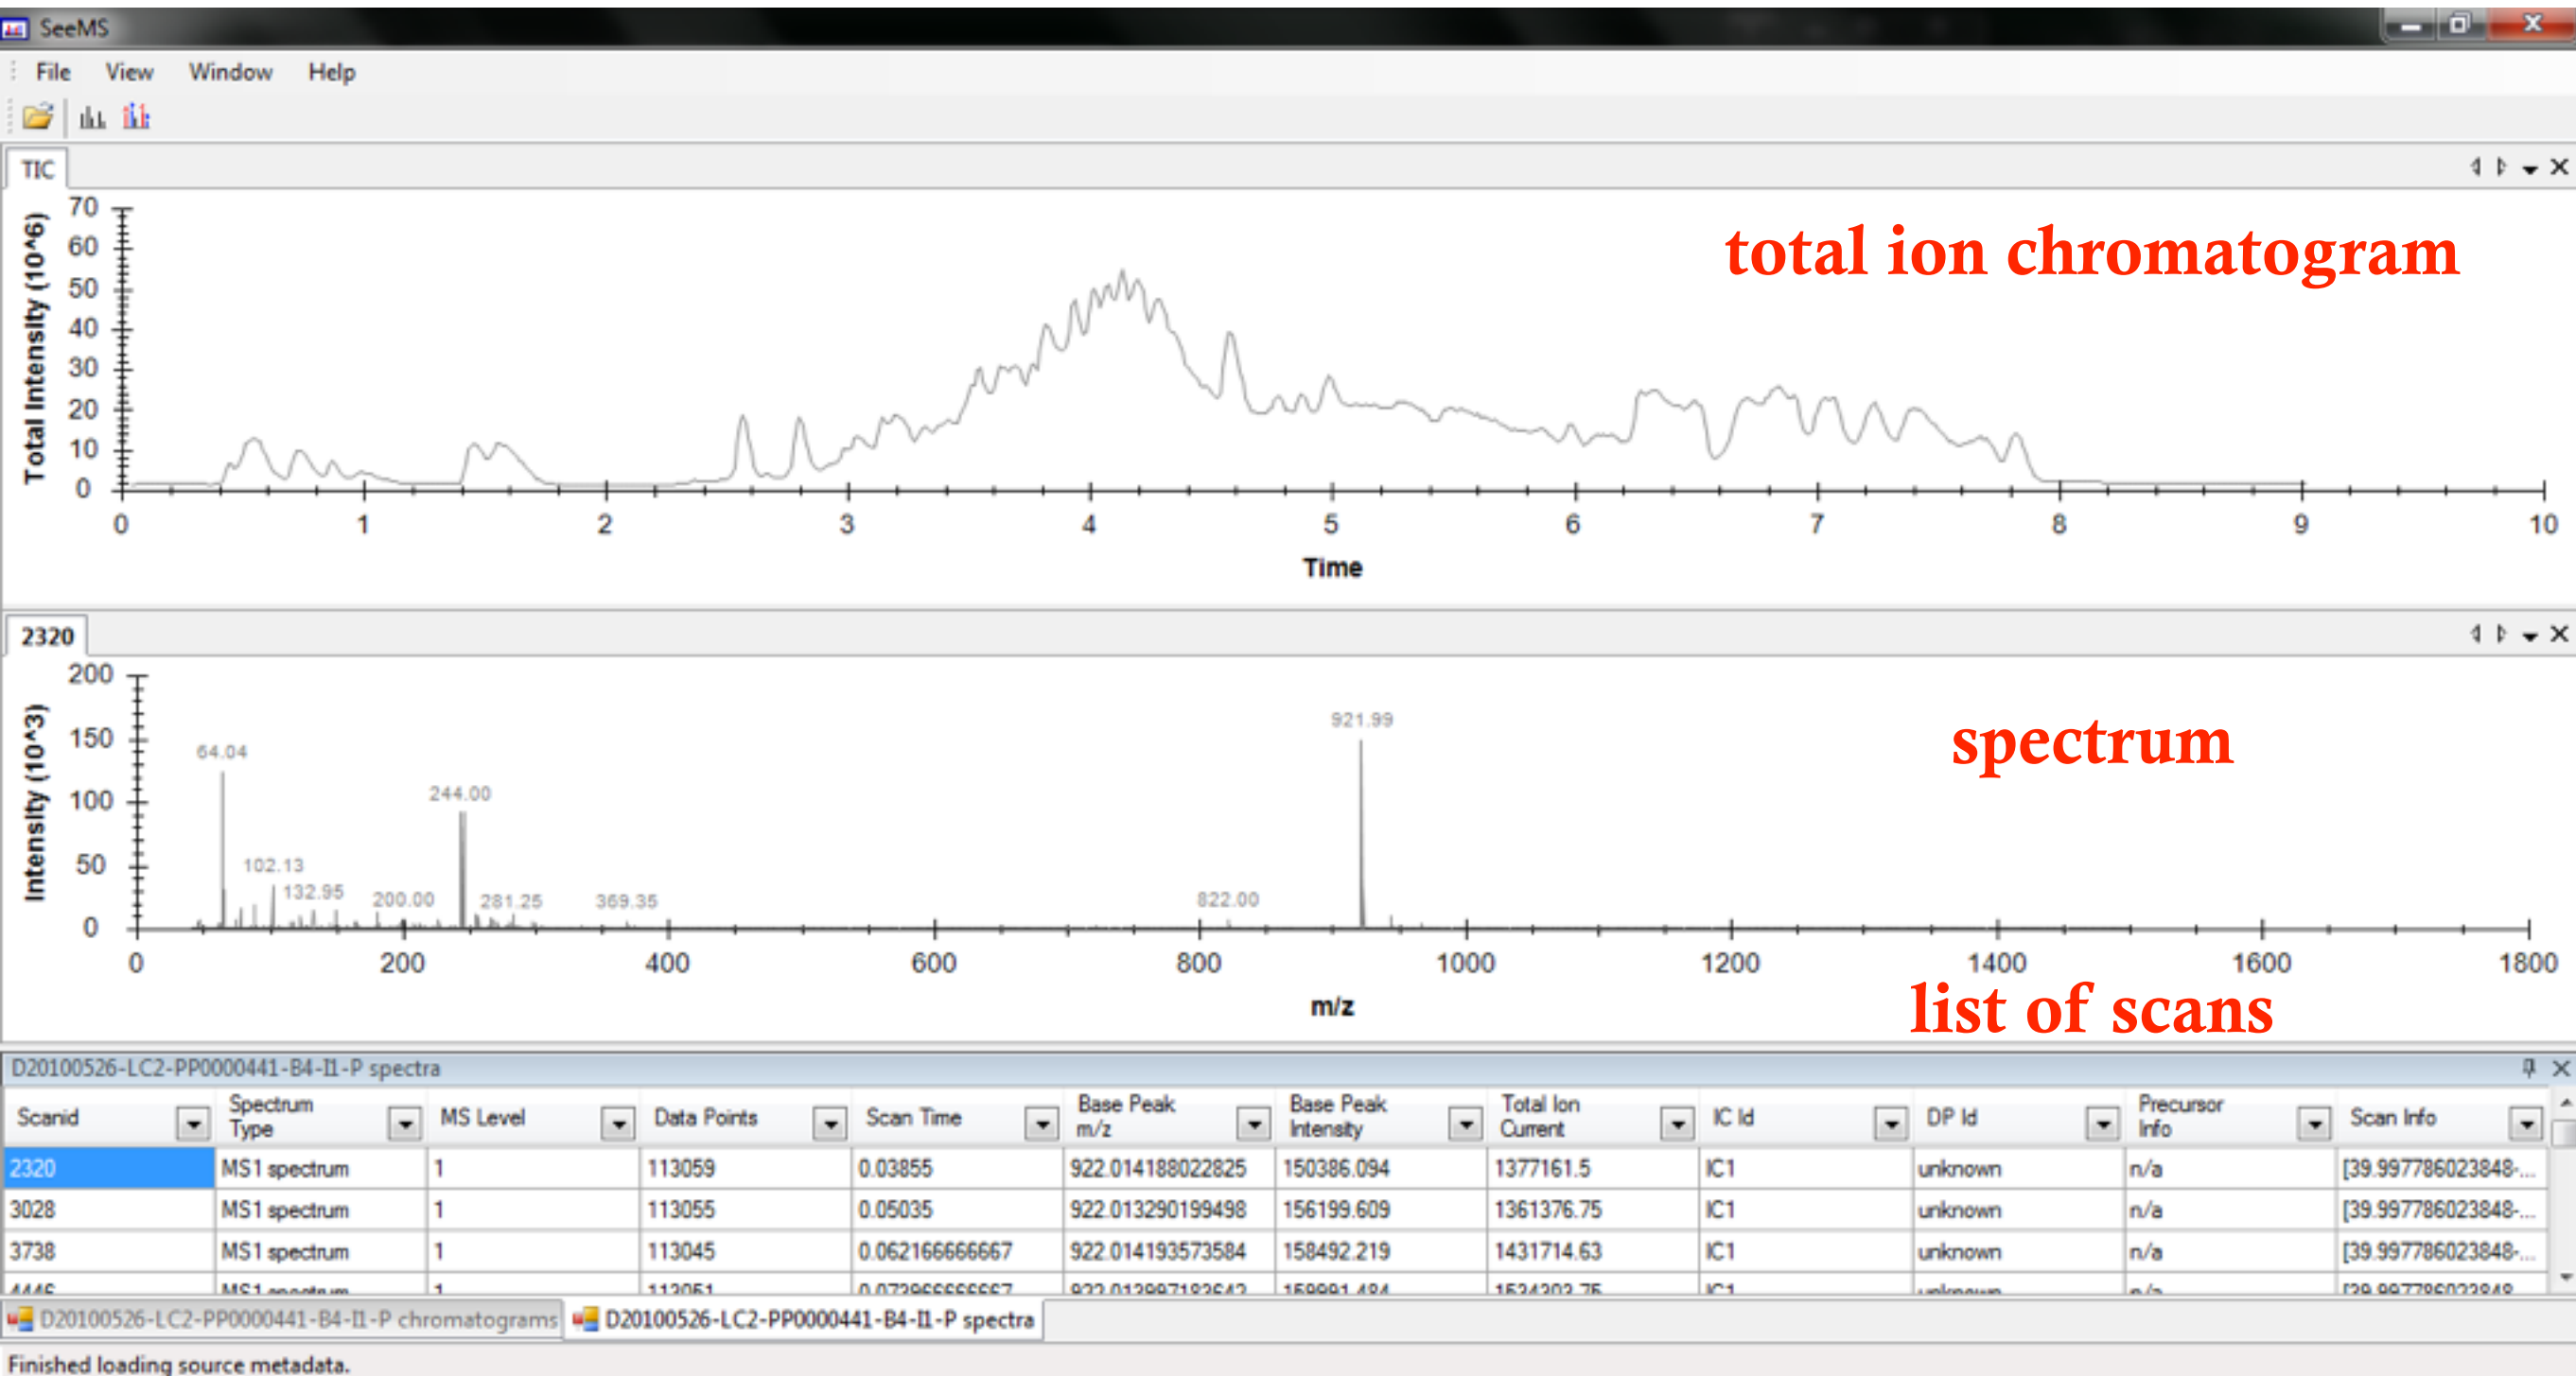 SeeMS
File View Window Help
TIC
70
60
50
40
30
20
10
0
Total Intensity (10^6)
total ion chromatogram
0 1 2 3 4 5 6 7 8 9 10
Time
2320
200
150
100
50
0
Intensity (10^3)
921.99
64.04
244.00
102.13
132.95 200.00 281.25 369.35 822.00
spectrum
0 200 400 600 800 1000 1200 1400 1600 1800
m/z
list of scans
D20100526-LC2-PP0000441-B4-I1-P spectra
Scanid Spectrum Type MS Level Data Points Scan Time Base Peak m/z Base Peak Intensity Total Ion Current IC Id DP Id Precursor Info Scan Info
2320 MS1 spectrum 1 113059 0.03855 922.014188022825 150386.094 1377161.5 IC1 unknown n/a [39.997786023848-...
3028 MS1 spectrum 1 113055 0.05035 922.013290199498 156199.609 1361376.75 IC1 unknown n/a [39.997786023848-...
3738 MS1 spectrum 1 113045 0.062166666667 922.014193573584 158492.219 1431714.63 IC1 unknown n/a [39.997786023848-...
4446 MS1 spectrum 1 113051 IC1 unknown n/a
D20100526-LC2-PP0000441-B4-I1-P chromatograms D20100526-LC2-PP0000441-B4-I1-P spectra
Finished loading source metadata.